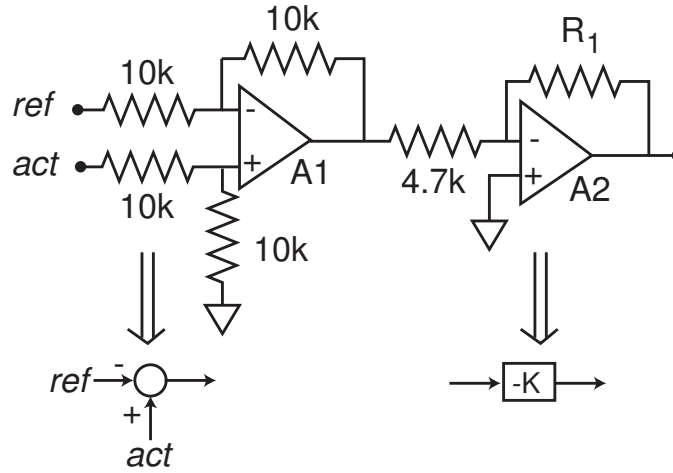 10k
R1
10k
ref
-
-
act
+
A1
+
4.7k
A2
10k
10k
ref
-
-K
+
act